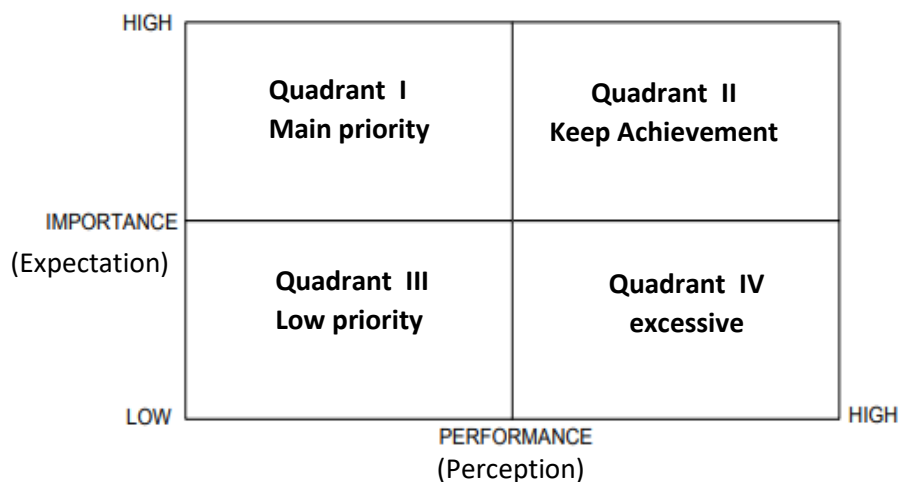 HIGH
Quadrant I
Main priority
Quadrant II
Keep Achievement
IMPORTANCE
(Expectation)
Quadrant III
Low priority
Quadrant IV
excessive
LOW
HIGH
PERFORMANCE
(Perception)